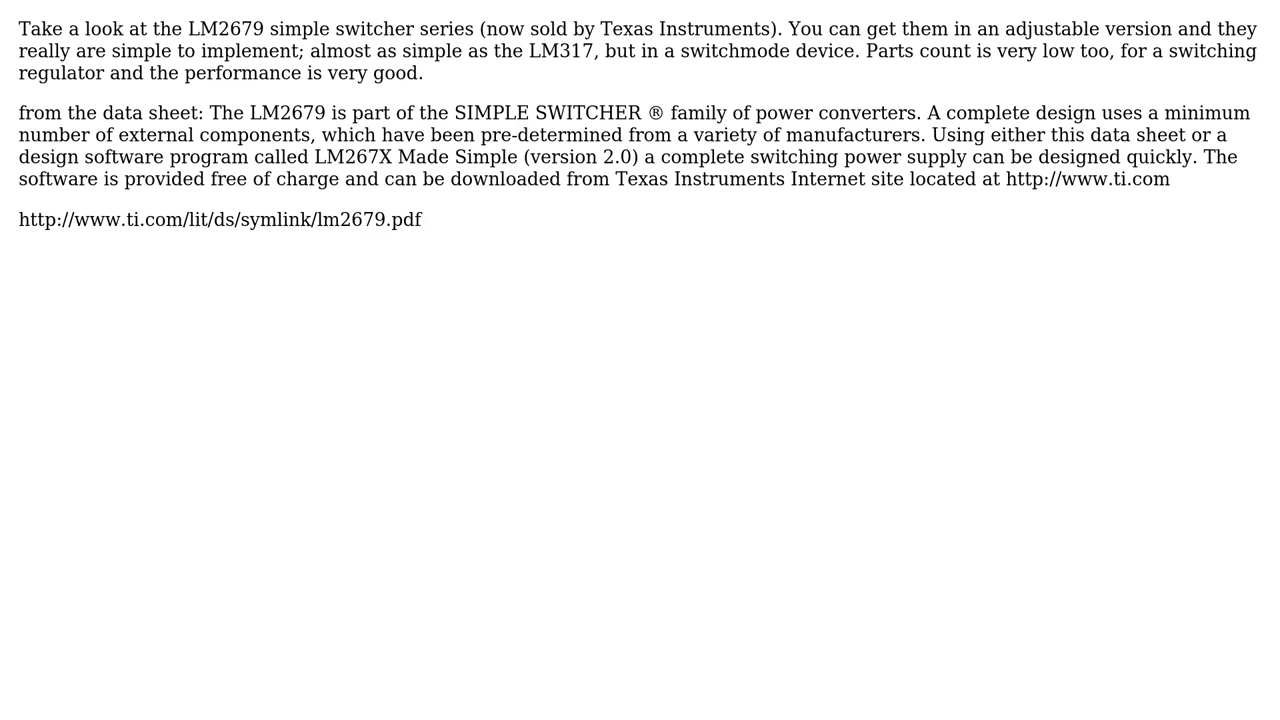 Take a look at the LM2679 simple switcher series (now sold by Texas Instruments). You can get them in an adjustable version and they
really are simple to implement; almost as simple as the LM317, but in a switchmode device. Parts count is very low too, for a switching
regulator and the performance is very good.
from the data sheet: The LM2679 is part of the SIMPLE SWITCHER ® family of power converters. A complete design uses a minimum
number of external components, which have been pre-determined from a variety of manufacturers. Using either this data sheet or a
design software program called LM267X Made Simple (version 2.0) a complete switching power supply can be designed quickly. The
software is provided free of charge and can be downloaded from Texas Instruments Internet site located at http://www.ti.com
http://www.ti.com/lit/ds/symlink/lm2679.pdf